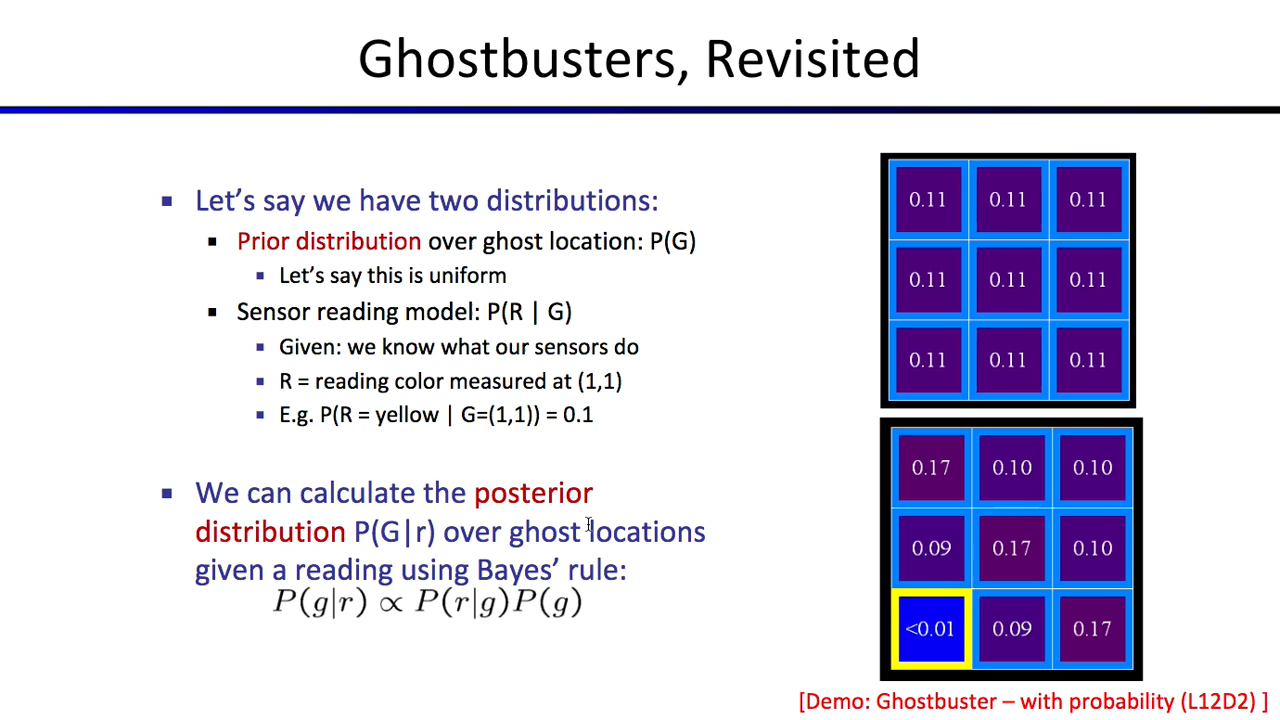 Ghostbusters, Revisited
Let's say we have two distributions:
Prior distribution over ghost location: P(G)
Let's say this is uniform
Sensor reading model: P(R | G)
Given: we know what our sensors do
R = reading color measured at (1,1)
E.g. P(R = yellow | G=(1,1)) = 0.1
We can calculate the posterior
distribution P(G|r) over ghost locations
given a reading using Bayes' rule:
P(g|r) ∝ P(r|g)P(g)
0.11 0.11 0.11
0.11 0.11 0.11
0.11 0.11 0.11
0.17 0.10 0.10
0.09 0.17 0.10
<0.01 0.09 0.17
[Demo: Ghostbuster – with probability (L12D2) ]